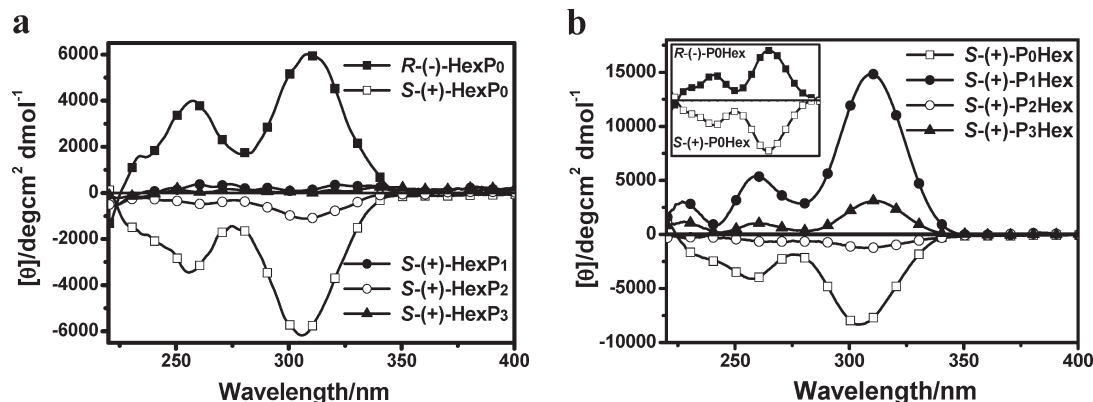 a
R-(-)-HexP0
S-(+)-HexP0
S-(+)-HexP1
S-(+)-HexP2
S-(+)-HexP3
[θ]/degcm² dmol⁻¹
6000
4000
2000
0
-2000
-4000
-6000
250
300
350
400
Wavelength/nm
b
R-(-)-P0Hex
S-(+)-P0Hex
S-(+)-P0Hex
S-(+)-P1Hex
S-(+)-P2Hex
S-(+)-P3Hex
[θ]/degcm² dmol⁻¹
15000
10000
5000
0
-5000
-10000
250
300
350
400
Wavelength/nm